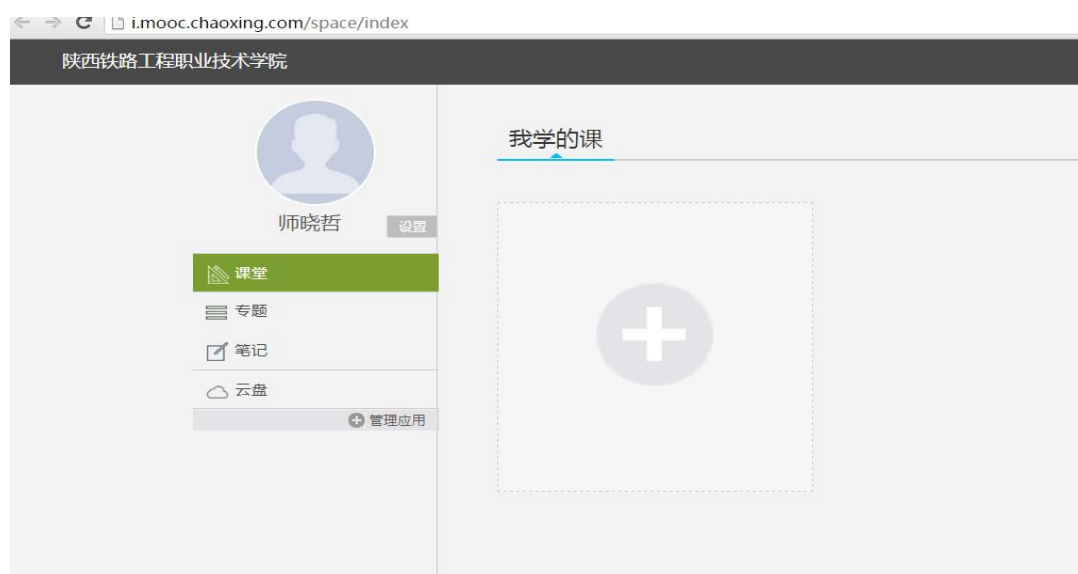 i.mooc.chaoxing.com/space/index
陕西铁路工程职业技术学院
师晓哲
设置
课堂
专题
笔记
云盘
管理应用
我学的课